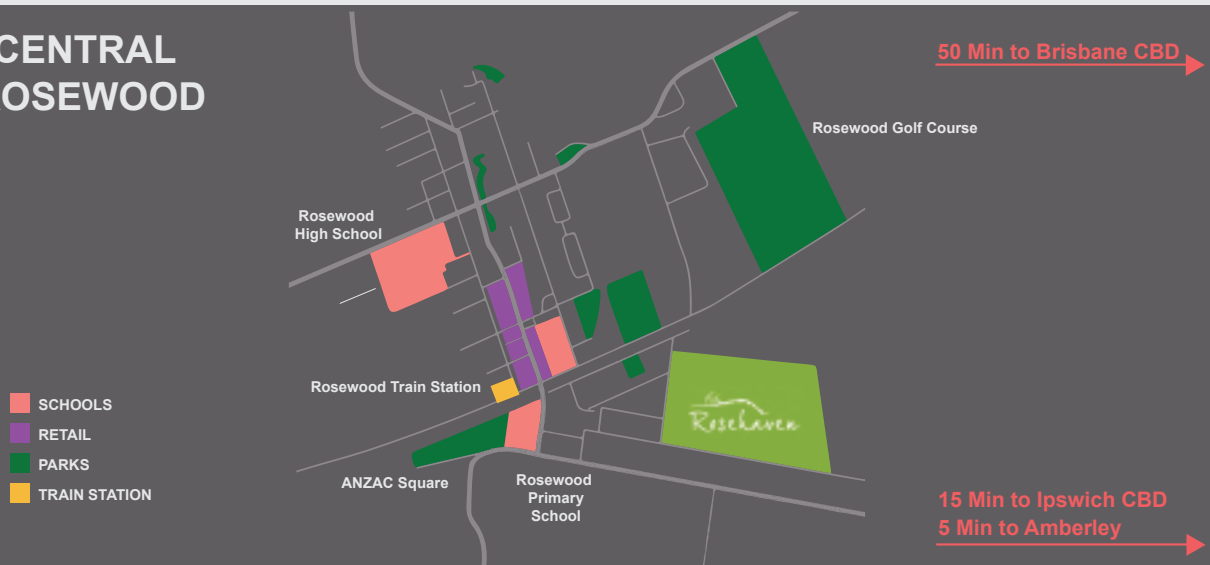 CENTRAL
OSEWOOD
50 Min to Brisbane CBD
Rosewood Golf Course
Rosewood
High School
Rosewood Train Station
Rosehaven
SCHOOLS
RETAIL
PARKS
TRAIN STATION
ANZAC Square
Rosewood
Primary
School
15 Min to Ipswich CBD
5 Min to Amberley